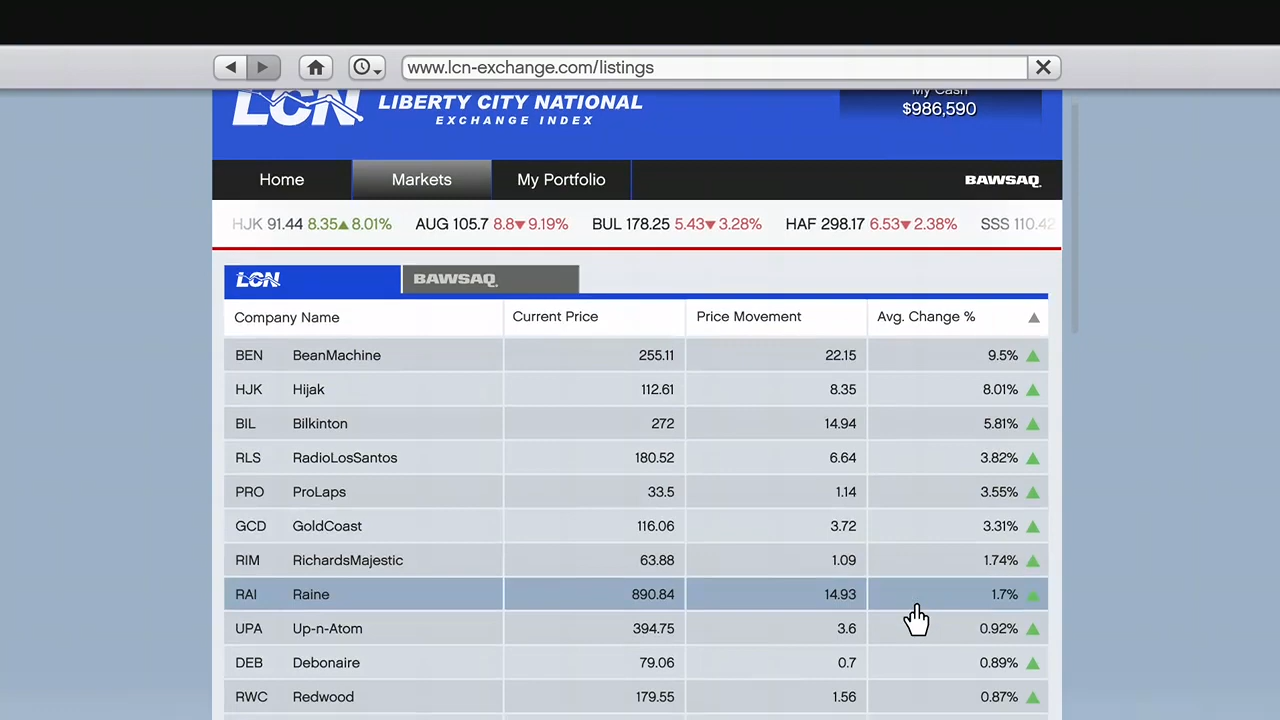 www.lcn-exchange.com/listings
LCN LIBERTY CITY NATIONAL
EXCHANGE INDEX
My Cash
$986,590
Home Markets My Portfolio BAWSAQ
HJK 91.44 8.35▲8.01% AUG 105.7 8.8▼9.19% BUL 178.25 5.43▼3.28% HAF 298.17 6.53▼2.38% SSS 110.42
LCN BAWSAQ
Company Name Current Price Price Movement Avg. Change %
BEN BeanMachine 255.11 22.15 9.5%
HJK Hijak 112.61 8.35 8.01%
BIL Bilkinton 272 14.94 5.81%
RLS RadioLosSantos 180.52 6.64 3.82%
PRO ProLaps 33.5 1.14 3.55%
GCD GoldCoast 116.06 3.72 3.31%
RIM RichardsMajestic 63.88 1.09 1.74%
RAI Raine 890.84 14.93 1.7%
UPA Up-n-Atom 394.75 3.6 0.92%
DEB Debonaire 79.06 0.7 0.89%
RWC Redwood 179.55 1.56 0.87%